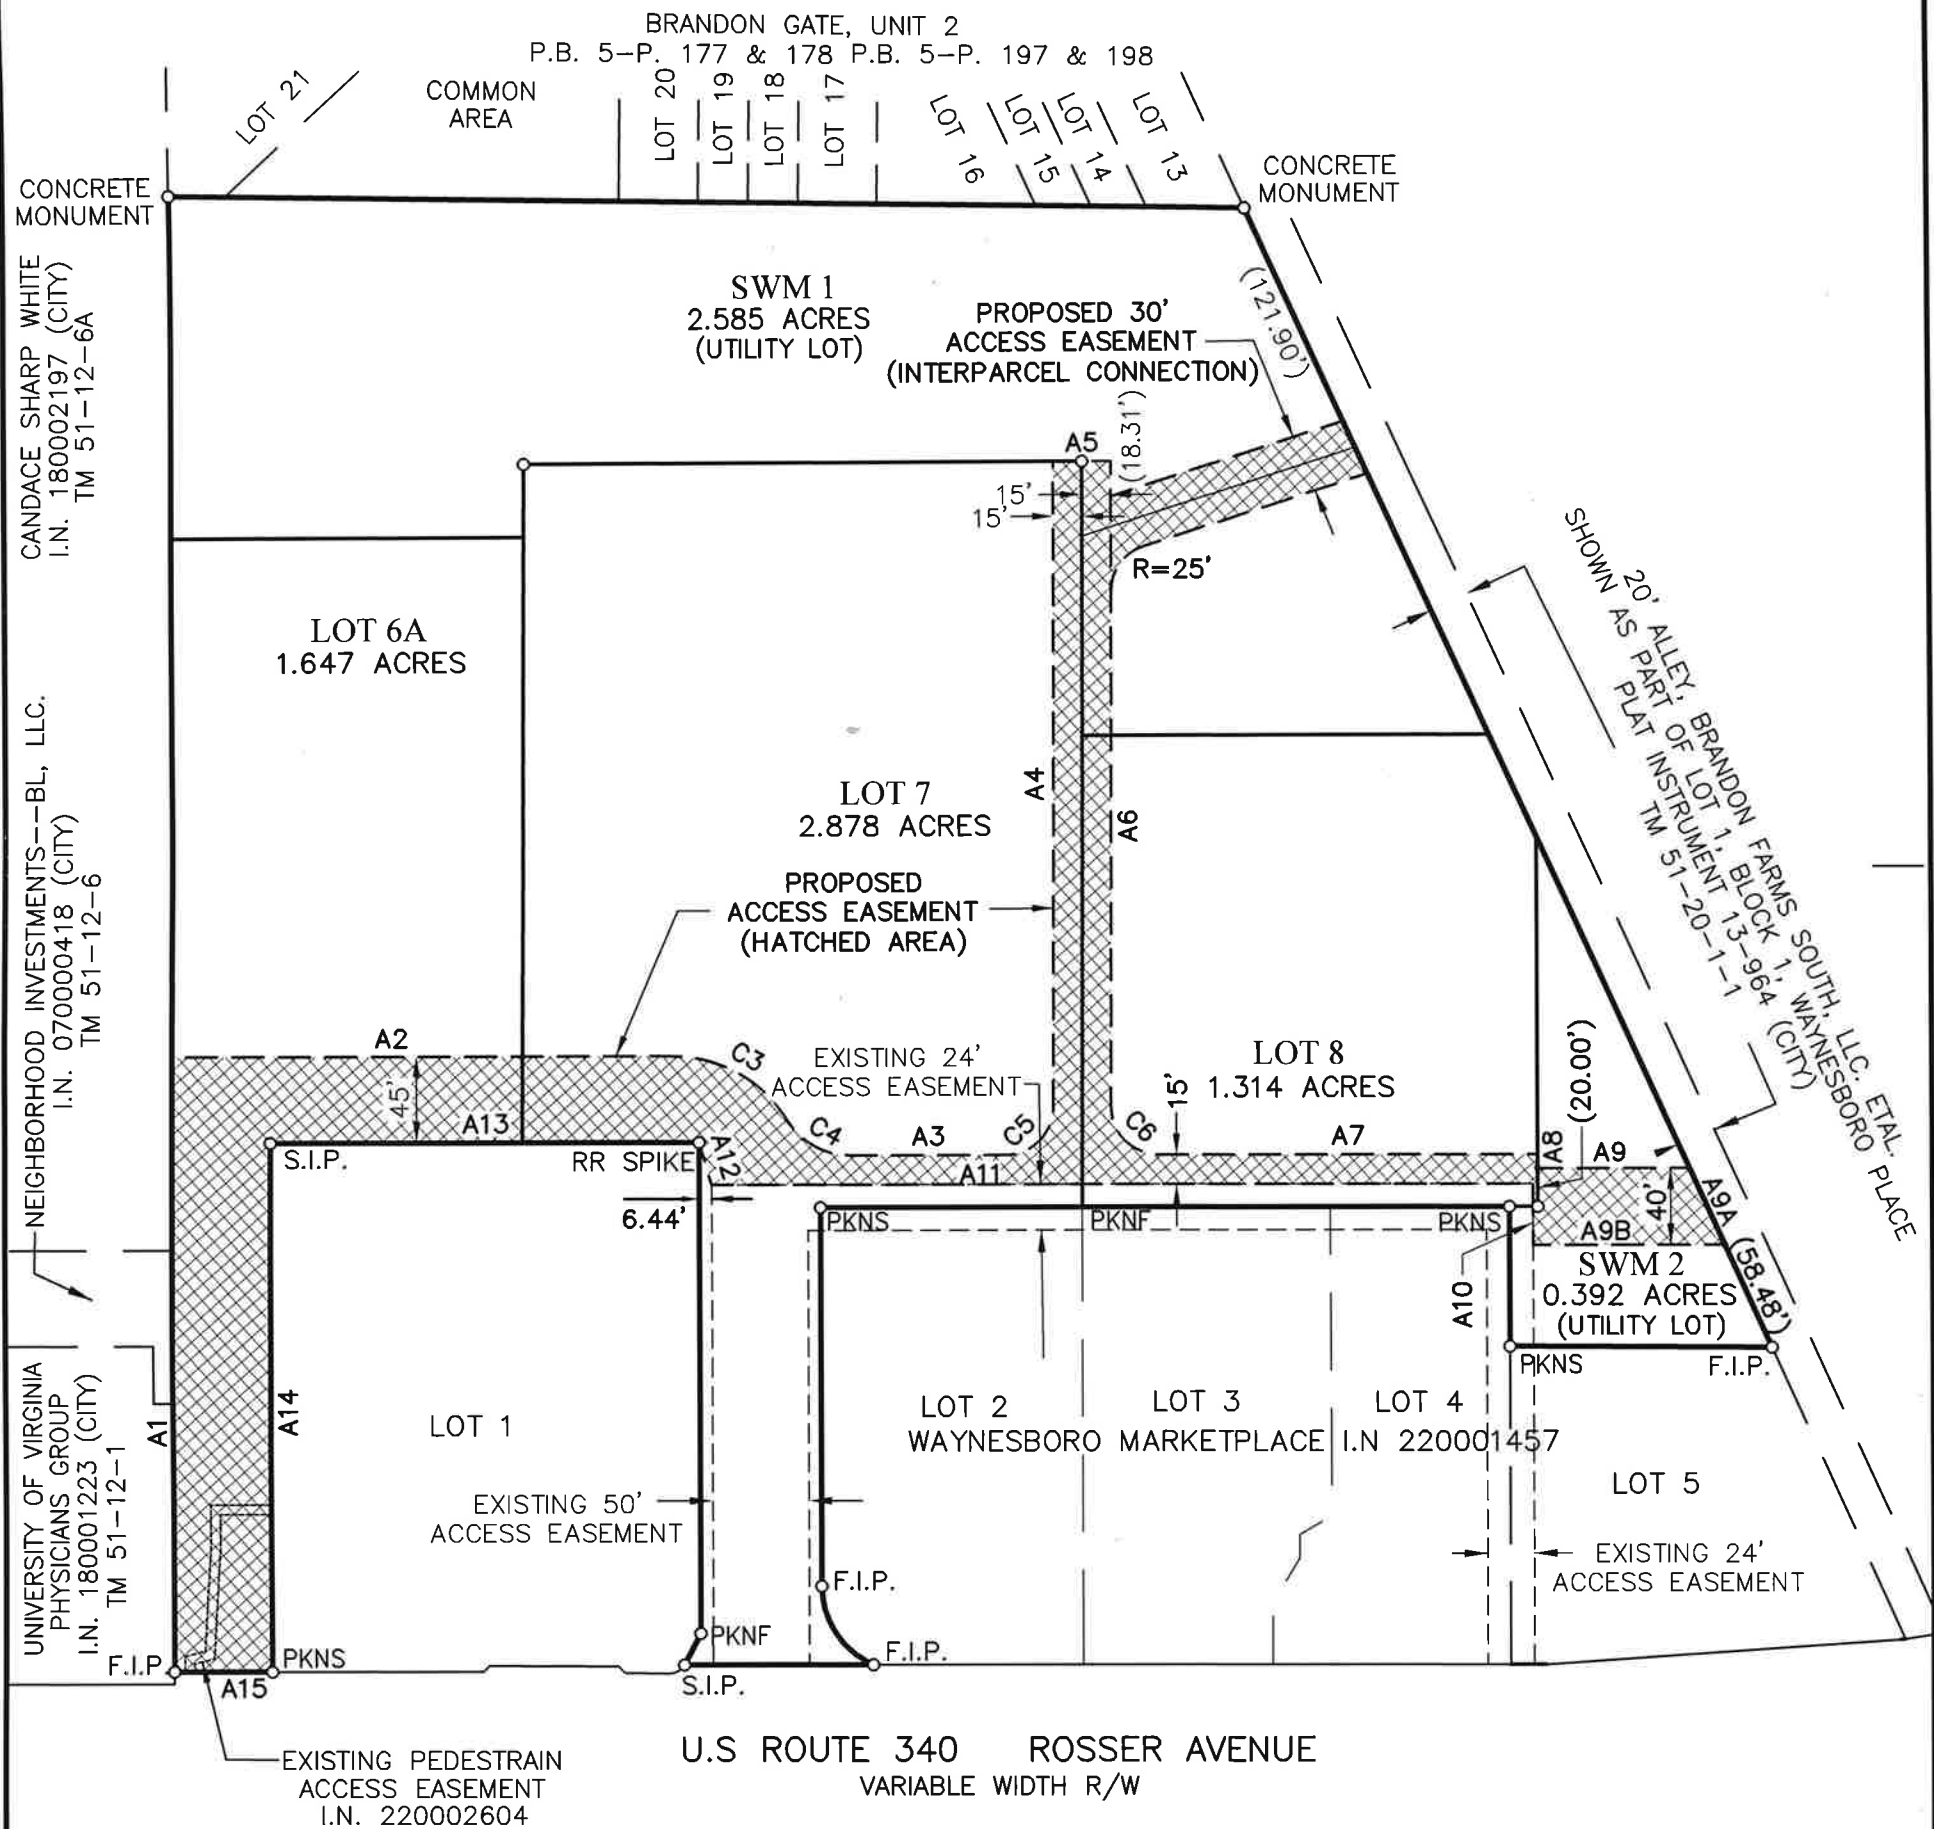 BRANDON GATE, UNIT 2
P.B. 5-P. 177 & 178 P.B. 5-P. 197 & 198
LOT 21
COMMON
AREA
LOT 20
LOT 19
LOT 18
LOT 17
LOT 16
LOT 15
LOT 14
LOT 13
CONCRETE
MONUMENT
CONCRETE
MONUMENT
CANDACE SHARP WHITE
I.N. 180002197 (CITY)
TM 51-12-6A
SWM 1
2.585 ACRES
(UTILITY LOT)
PROPOSED 30'
ACCESS EASEMENT
(INTERPARCEL CONNECTION)
(121.90')
(18.31')
A5
15'
15'
R=25'
LOT 6A
1.647 ACRES
20' ALLEY, BRANDON FARMS SOUTH, LLC. ETAL.
SHOWN AS PART OF LOT 1, BLOCK 1, WAYNESBORO PLACE
PLAT INSTRUMENT 13-964 (CITY)
TM 51-20-1-1
NEIGHBORHOOD INVESTMENTS--BL, LLC.
I.N. 070000418 (CITY)
TM 51-12-6
LOT 7
2.878 ACRES
A4
A6
PROPOSED
ACCESS EASEMENT
(HATCHED AREA)
A2
45'
A13
C3
EXISTING 24'
ACCESS EASEMENT
C4
A3
C5
C6
15'
LOT 8
1.314 ACRES
A7
A8
(20.00')
A9
S.I.P.
RR SPIKE
A12
A11
6.44'
PKNS
PKNF
PKNS
A9A
40'
A9B
A10
SWM 2
0.392 ACRES
(UTILITY LOT)
(58.48')
PKNS
F.I.P.
UNIVERSITY OF VIRGINIA
PHYSICIANS GROUP
I.N. 180001223 (CITY)
TM 51-12-1
A1
A14
LOT 1
LOT 2
LOT 3
LOT 4
WAYNESBORO MARKETPLACE I.N 220001457
LOT 5
EXISTING 50'
ACCESS EASEMENT
EXISTING 24'
ACCESS EASEMENT
F.I.P.
PKNF
F.I.P.
F.I.P.
PKNS
A15
S.I.P.
EXISTING PEDESTRAIN
ACCESS EASEMENT
I.N. 220002604
U.S ROUTE 340 ROSSER AVENUE
VARIABLE WIDTH R/W